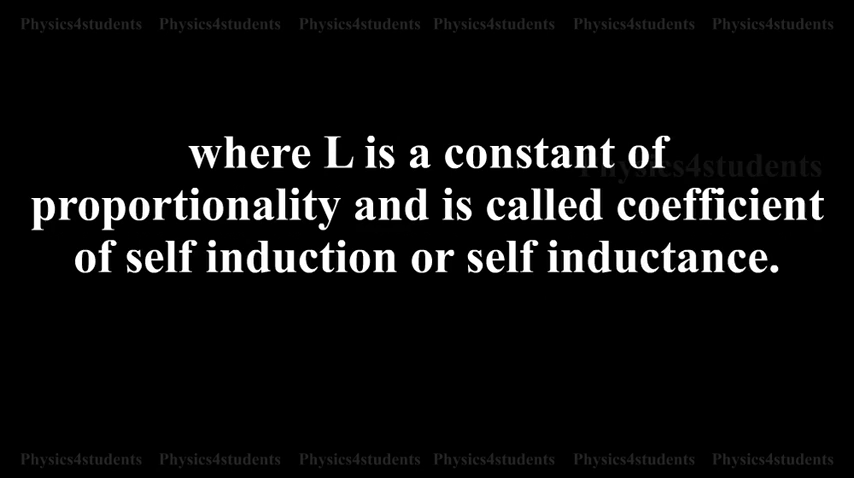 Physics4students Physics4students Physics4students Physics4students Physics4students Physics4students
where L is a constant of
Physics4students
proportionality and is called coefficient
of self induction or self inductance.
Physics4students Physics4students Physics4students Physics4students Physics4students Physics4students